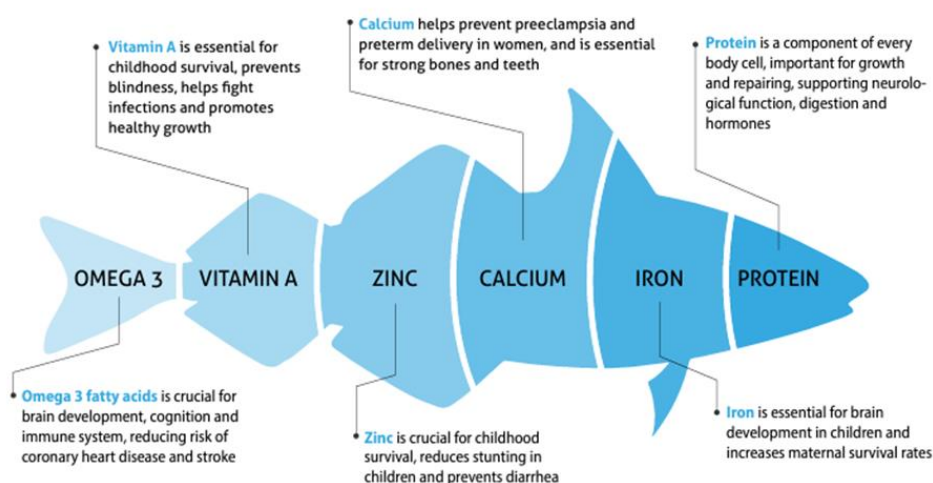 Vitamin A is essential for
childhood survival, prevents
blindness, helps fight
infections and promotes
healthy growth
Calcium helps prevent preeclampsia and
preterm delivery in women, and is essential
for strong bones and teeth
Protein is a component of every
body cell, important for growth
and repairing, supporting neurolo-
gical function, digestion and
hormones
OMEGA 3
VITAMIN A
ZINC
CALCIUM
IRON
PROTEIN
Omega 3 fatty acids is crucial for
brain development, cognition and
immune system, reducing risk of
coronary heart disease and stroke
Zinc is crucial for childhood
survival, reduces stunting in
children and prevents diarrhea
Iron is essential for brain
development in children and
increases maternal survival rates